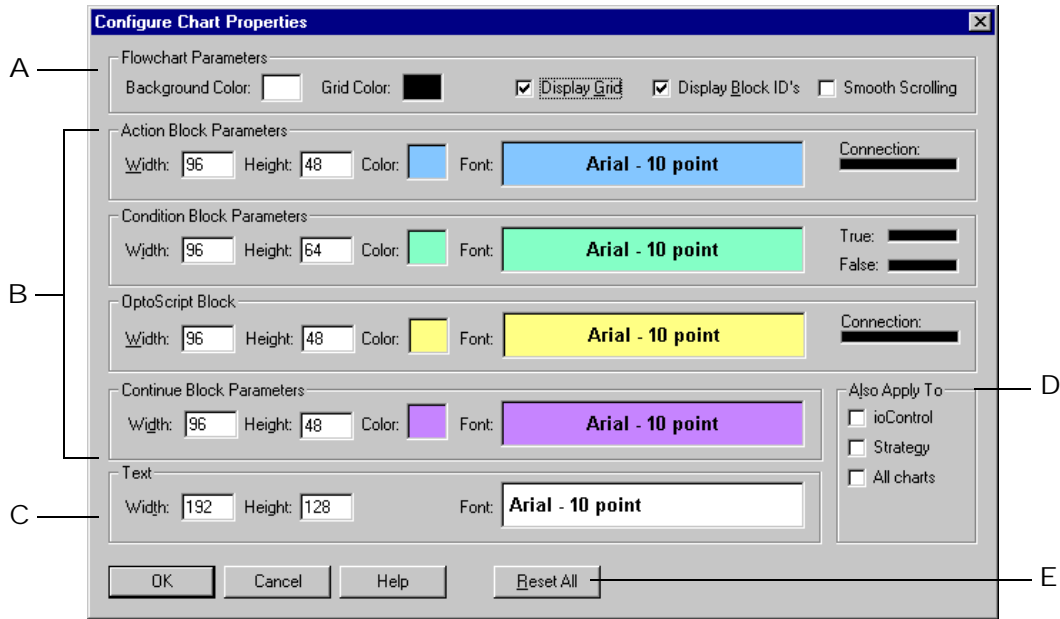 Configure Chart Properties
A
Flowchart Parameters
Background Color: Grid Color: Display Grid Display Block ID's Smooth Scrolling
B
Action Block Parameters
Width: 96 Height: 48 Color: Font: Arial - 10 point Connection:
Condition Block Parameters
Width: 96 Height: 64 Color: Font: Arial - 10 point True:
False:
OptoScript Block
Width: 96 Height: 48 Color: Font: Arial - 10 point Connection:
Continue Block Parameters
Width: 96 Height: 48 Color: Font: Arial - 10 point
Also Apply To
D
ioControl
Strategy
All charts
C
Text
Width: 192 Height: 128 Font: Arial - 10 point
OK Cancel Help Reset All
E